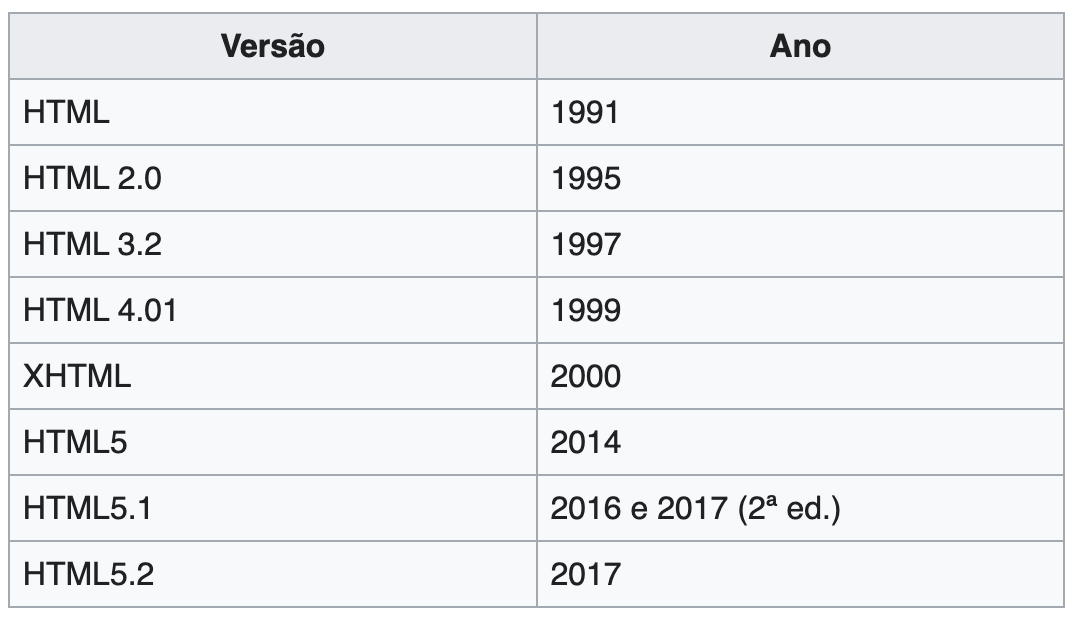 Versão Ano
HTML 1991
HTML 2.0 1995
HTML 3.2 1997
HTML 4.01 1999
XHTML 2000
HTML5 2014
HTML5.1 2016 e 2017 (2ª ed.)
HTML5.2 2017